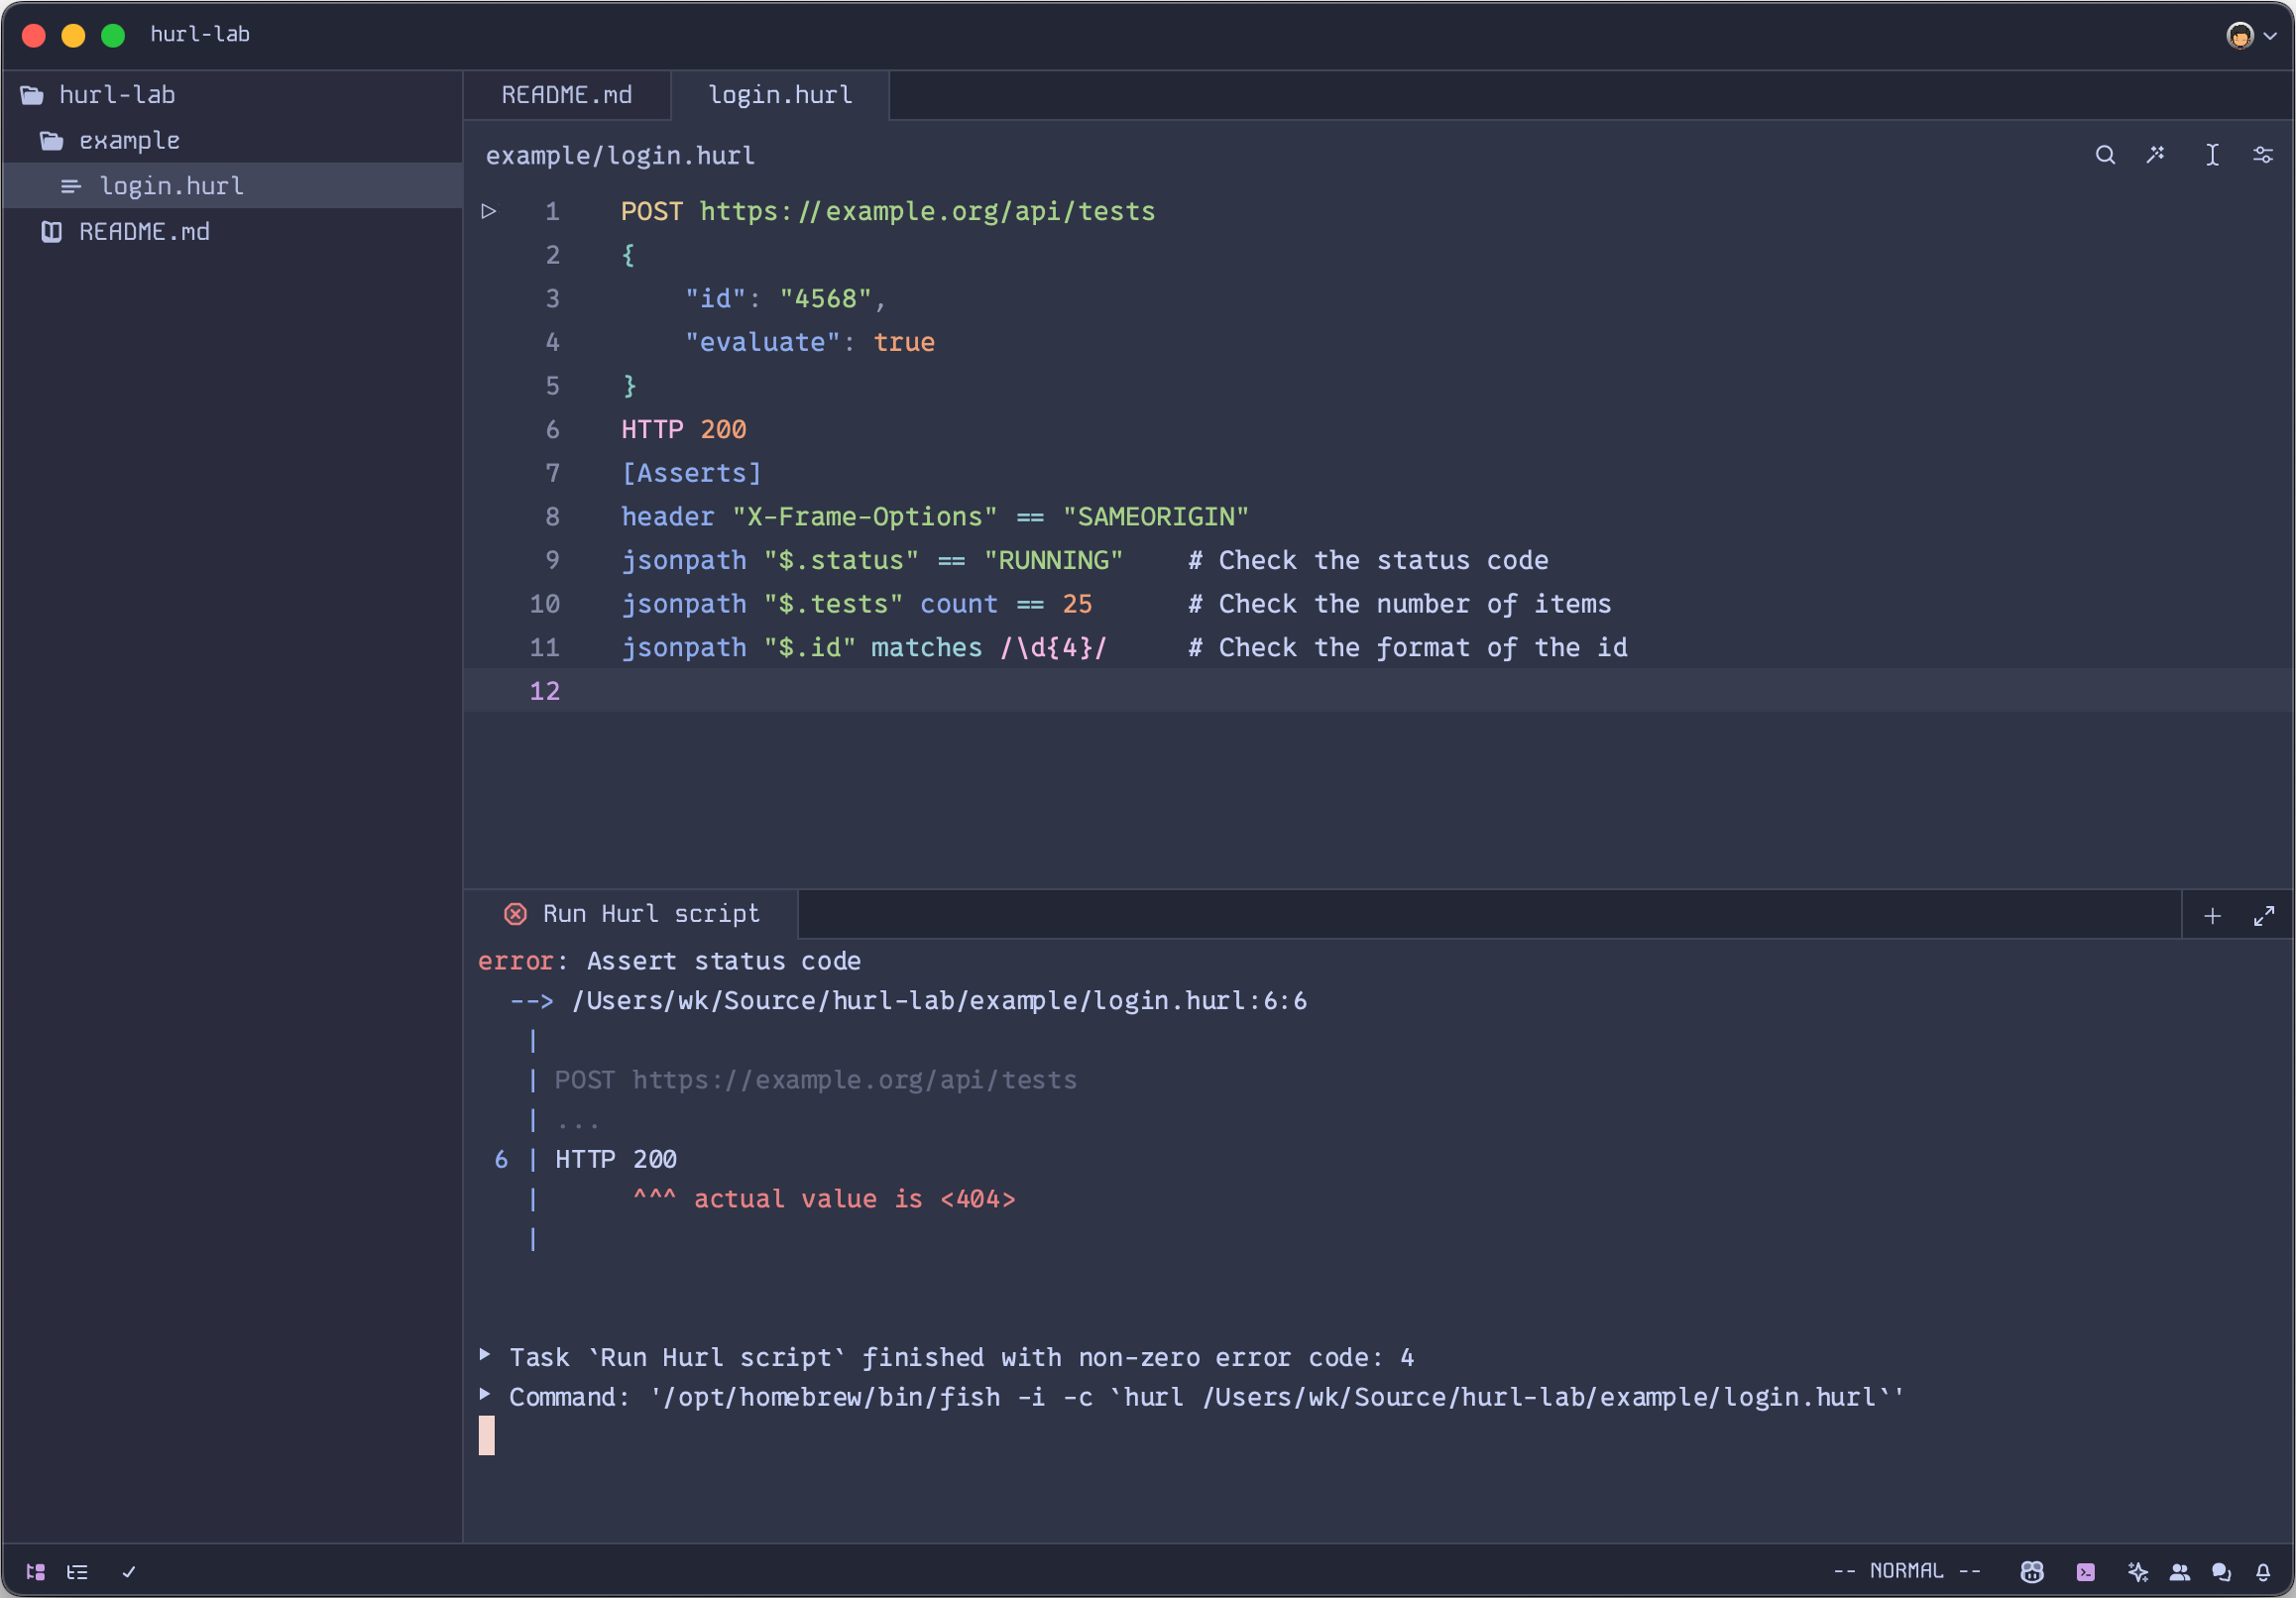 hurl-lab
hurl-lab
example
login.hurl
README.md
README.md
login.hurl
example/login.hurl
1 POST https://example.org/api/tests
2 {
3 "id": "4568",
4 "evaluate": true
5 }
6 HTTP 200
7 [Asserts]
8 header "X-Frame-Options" == "SAMEORIGIN"
9 jsonpath "$.status" == "RUNNING" # Check the status code
10 jsonpath "$.tests" count == 25 # Check the number of items
11 jsonpath "$.id" matches /\d{4}/ # Check the format of the id
12
Run Hurl script
error: Assert status code
--> /Users/wk/Source/hurl-lab/example/login.hurl:6:6
|
| POST https://example.org/api/tests
| ...
6 | HTTP 200
| ^^^ actual value is <404>
|
Task `Run Hurl script` finished with non-zero error code: 4
Command: '/opt/homebrew/bin/fish -i -c `hurl /Users/wk/Source/hurl-lab/example/login.hurl`'
-- NORMAL --